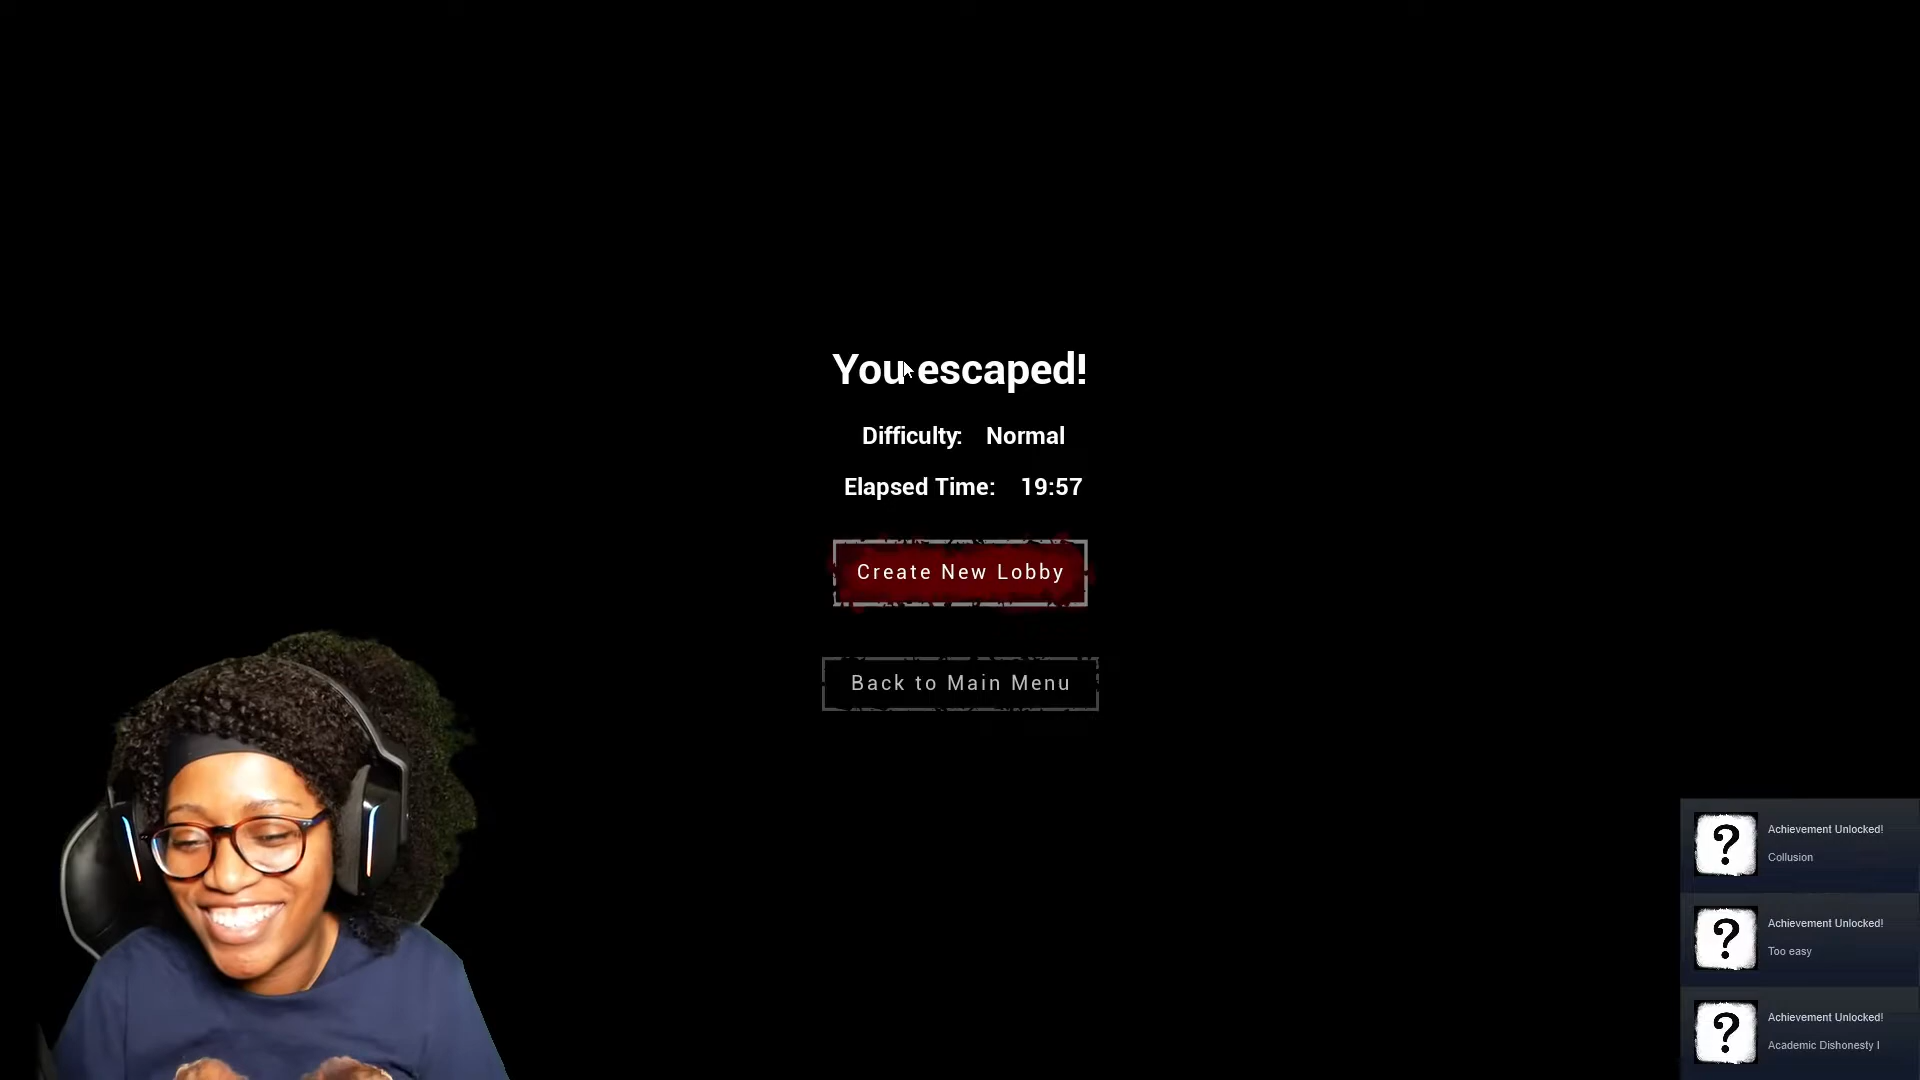 You escaped!
Difficulty: Normal
Elapsed Time: 19:57
Create New Lobby
Back to Main Menu
Achievement Unlocked!
Collusion
Achievement Unlocked!
Too easy
Achievement Unlocked!
Academic Dishonesty I